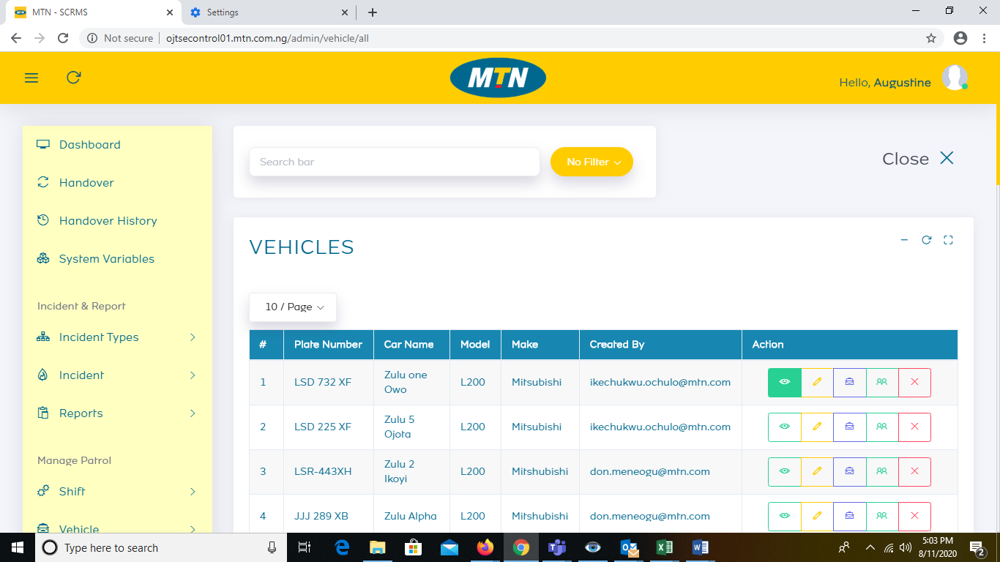 MTN - SCRMS
Settings
Not secure
ojtsecontrol01.mtn.com.ng/admin/vehicle/all
MTN
Hello, Augustine
Dashboard
Handover
Handover History
System Variables
Incident & Report
Incident Types
Incident
Reports
Manage Patrol
Shift
Vehicle
Search bar
No Filter
Close
VEHICLES
10 / Page
# Plate Number Car Name Model Make Created By Action
1 LSD 732 XF Zulu one Owo L200 Mitsubishi ikechukwu.ochulo@mtn.com
2 LSD 225 XF Zulu 5 Ojota L200 Mitsubishi ikechukwu.ochulo@mtn.com
3 LSR-443XH Zulu 2 Ikoyi L200 Mitshubishi don.meneogu@mtn.com
4 JJJ 289 XB Zulu Alpha L200 Mitshubishi don.meneogu@mtn.com
Type here to search
5:03 PM
8/11/2020
2